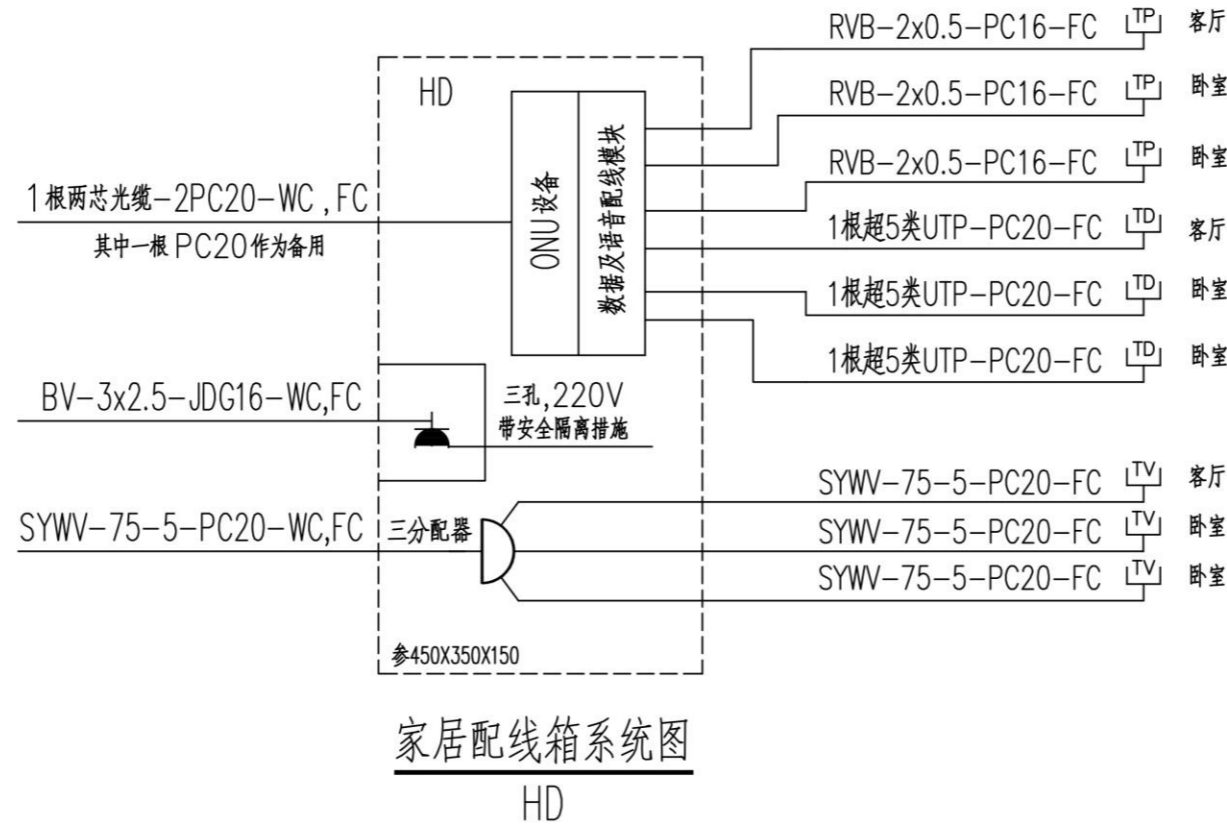 RVB-2x0.5-PC16-FC TP 客厅
HD
RVB-2x0.5-PC16-FC TP 卧室
RVB-2x0.5-PC16-FC TP 卧室
1根两芯光缆-2PC20-WC,FC
其中一根PC20作为备用
ONU设备
数据及语音配线模块
1根超5类UTP-PC20-FC TD 客厅
1根超5类UTP-PC20-FC TD 卧室
1根超5类UTP-PC20-FC TD 卧室
BV-3x2.5-JDG16-WC,FC
三孔,220V
带安全隔离措施
SYWV-75-5-PC20-WC,FC
三分配器
SYWV-75-5-PC20-FC TV 客厅
SYWV-75-5-PC20-FC TV 卧室
SYWV-75-5-PC20-FC TV 卧室
参450X350X150
家居配线箱系统图
HD